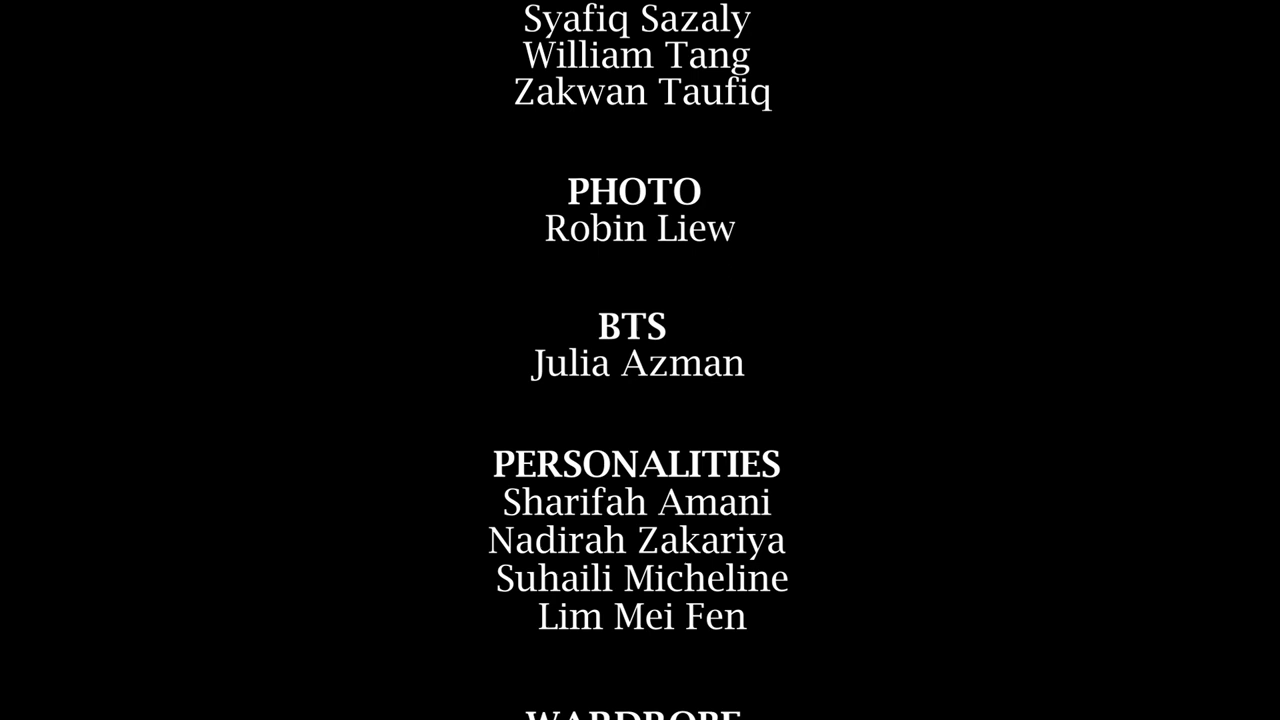 Syafiq Sazaly
William Tang
Zakwan Taufiq
PHOTO
Robin Liew
BTS
Julia Azman
PERSONALITIES
Sharifah Amani
Nadirah Zakariya
Suhaili Micheline
Lim Mei Fen
WARDROBE